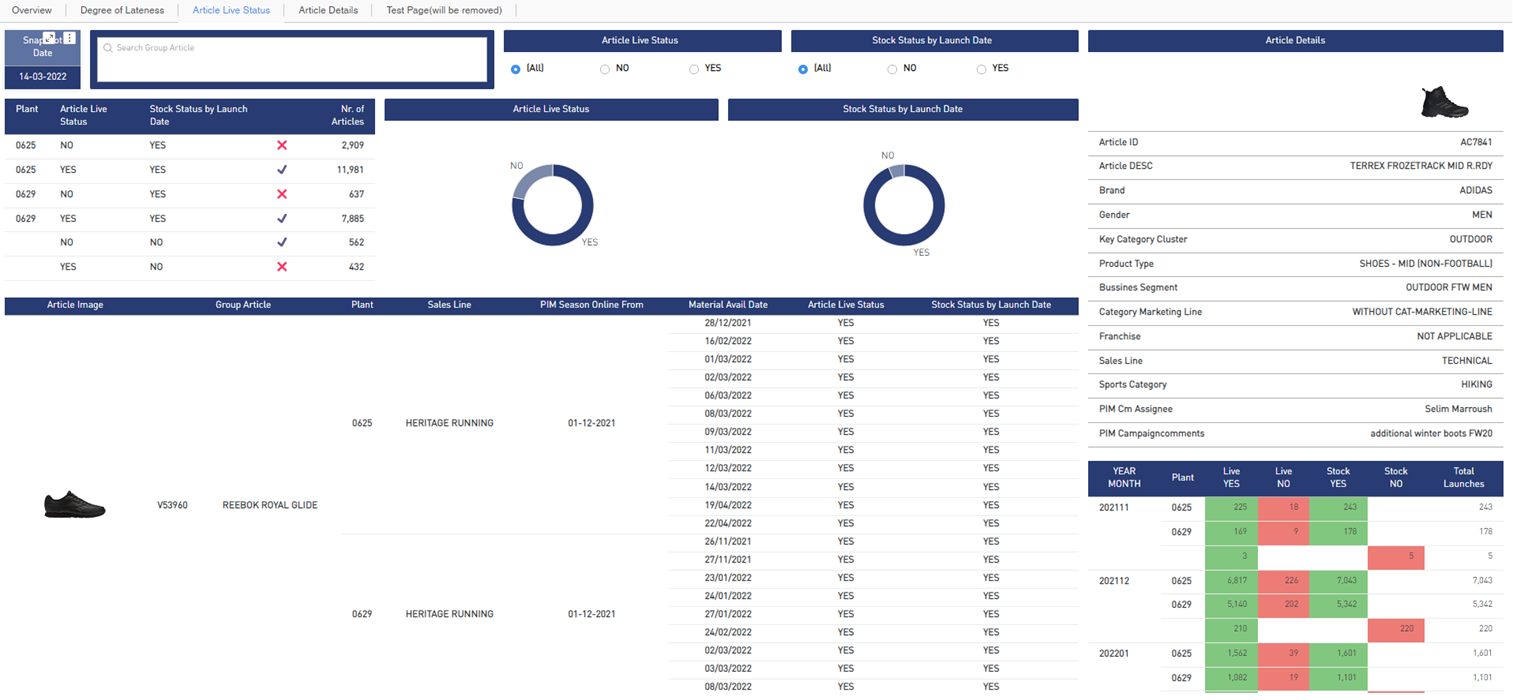 Overview Degree of Lateness Article Live Status Article Details Test Page(will be removed)
Snapshot
Date
14-03-2022
Search Group Article
Article Live Status
(All) NO YES
Stock Status by Launch Date
(All) NO YES
Plant Article Live Status Stock Status by Launch Date Nr. of Articles
0625 NO YES 2,909
0625 YES YES 11,981
0629 NO YES 637
0629 YES YES 7,885
NO NO 562
YES NO 432
Article Live Status
NO
YES
Stock Status by Launch Date
NO
YES
Article Image Group Article Plant Sales Line PIM Season Online From Material Avail Date Article Live Status Stock Status by Launch Date
28/12/2021 YES YES
16/02/2022 YES YES
01/03/2022 YES YES
02/03/2022 YES YES
06/03/2022 YES YES
08/03/2022 YES YES
0625 HERITAGE RUNNING 01-12-2021
09/03/2022 YES YES
11/03/2022 YES YES
12/03/2022 YES YES
14/03/2022 YES YES
19/04/2022 YES YES
V53960 REEBOK ROYAL GLIDE
22/04/2022 YES YES
26/11/2021 YES YES
27/11/2021 YES YES
23/01/2022 YES YES
24/01/2022 YES YES
0629 HERITAGE RUNNING 01-12-2021
27/01/2022 YES YES
24/02/2022 YES YES
02/03/2022 YES YES
03/03/2022 YES YES
08/03/2022 YES YES
Article Details
Article ID AC7841
Article DESC TERREX FROZETRACK MID R.RDY
Brand ADIDAS
Gender MEN
Key Category Cluster OUTDOOR
Product Type SHOES - MID (NON-FOOTBALL)
Bussines Segment OUTDOOR FTW MEN
Category Marketing Line WITHOUT CAT-MARKETING-LINE
Franchise NOT APPLICABLE
Sales Line TECHNICAL
Sports Category HIKING
PIM Cm Assignee Selim Marroush
PIM Campaigncomments additional winter boots FW20
YEAR MONTH Plant Live YES Live NO Stock YES Stock NO Total Launches
202111 0625 225 18 243 243
0629 169 9 178 178
3 5 5
202112 0625 6,817 226 7,043 7,043
0629 5,140 202 5,342 5,342
210 220 220
202201 0625 1,562 39 1,601 1,601
0629 1,082 19 1,101 1,101